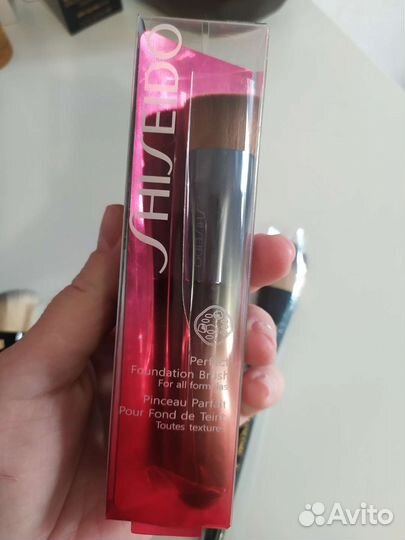 SHISEIDO
Perfect
Foundation Brush
For all formulas
Pinceau Parfait
Pour Fond de Teint
Toutes textures
Avito